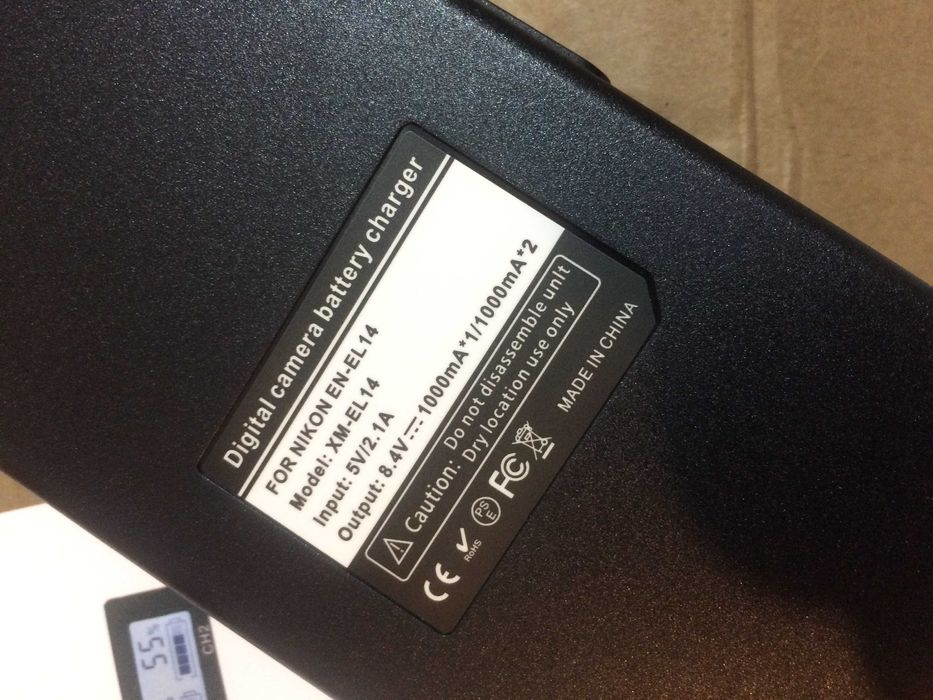 Digital camera battery charger
FOR NIKON EN-EL14
Model: XM-EL14
Input: 5V/2.1A
Output: 8.4V⎓1000mA*1/1000mA*2
Caution: Do not disassemble unit
Dry location use only
CE RoHS PSE FC
MADE IN CHINA
55%
CH2